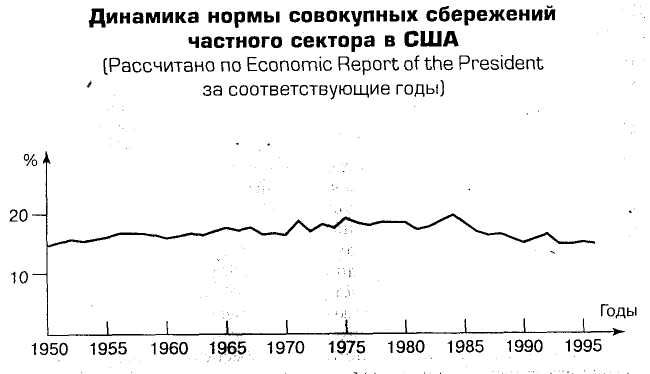 Динамика нормы совокупных сбережений
частного сектора в США
(Рассчитано по Economic Report of the President
за соответствующие годы)
%
20
10
Годы
1950 1955 1960 1965 1970 1975 1980 1985 1990 1995